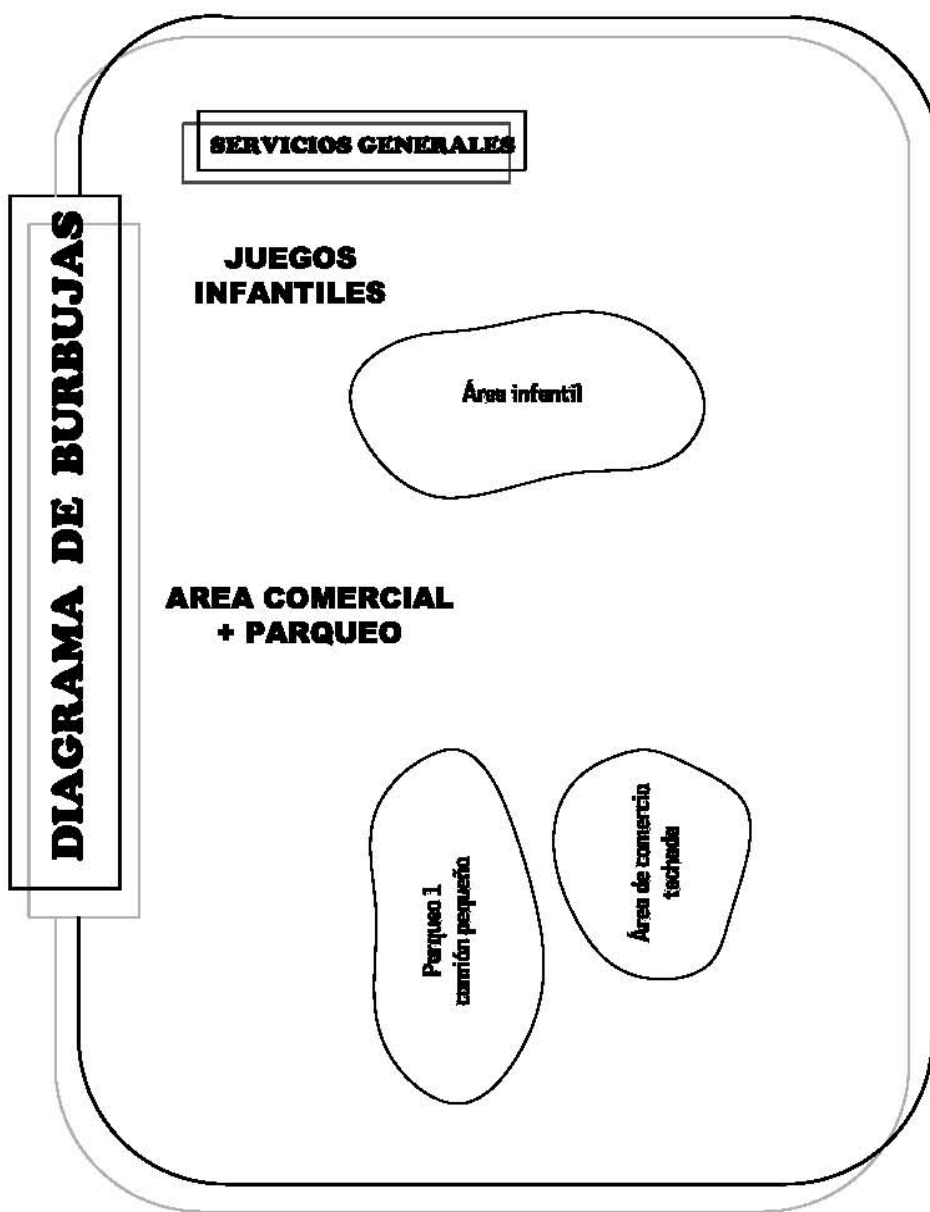 DIAGRAMA DE BURBUJAS
SERVICIOS GENERALES
JUEGOS
INFANTILES
Área infantil
AREA COMERCIAL
+ PARQUEO
Parqueo 1
camión pequeño
Área de comercio
techada